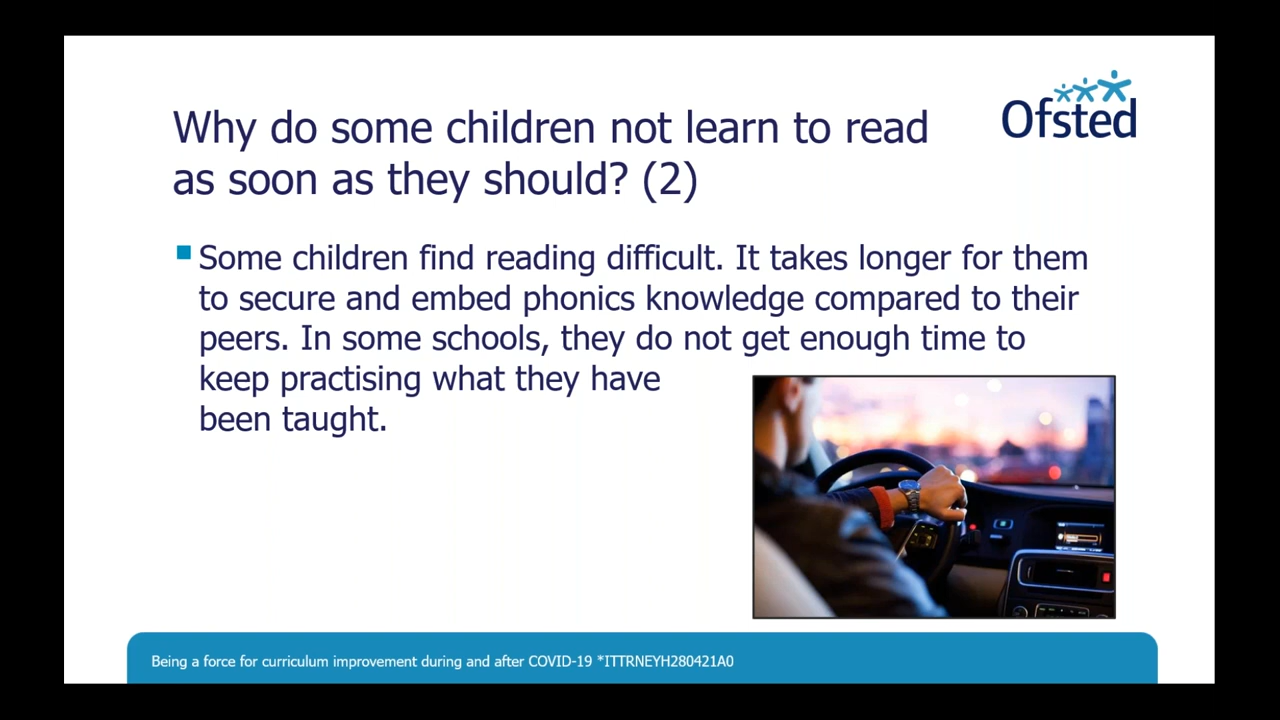 Ofsted
Why do some children not learn to read
as soon as they should? (2)
Some children find reading difficult. It takes longer for them
to secure and embed phonics knowledge compared to their
peers. In some schools, they do not get enough time to
keep practising what they have
been taught.
Being a force for curriculum improvement during and after COVID-19 *ITTRNEYH280421A0